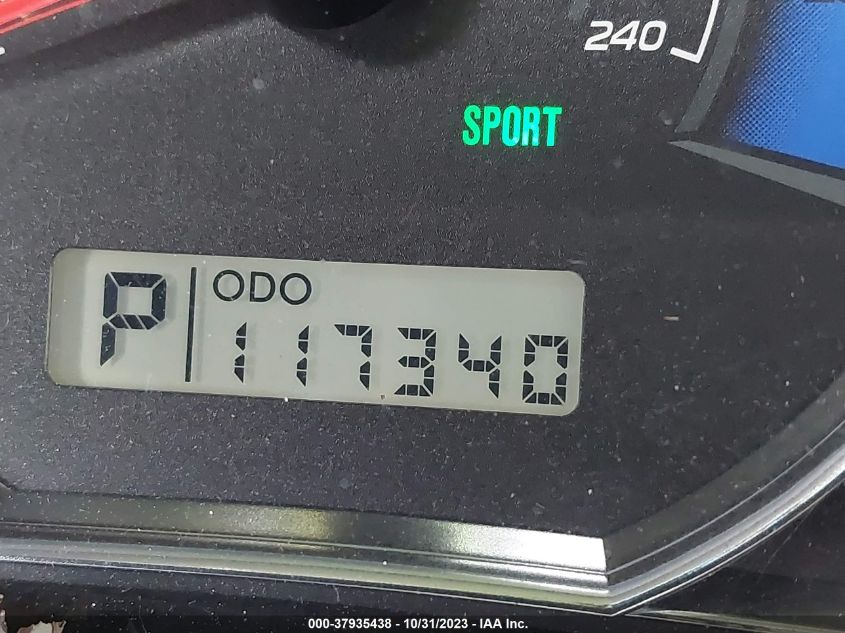 240
SPORT
P ODO
117340
000-37935438 - 10/31/2023 - IAA Inc.